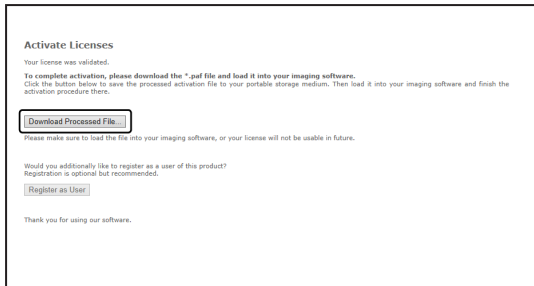 Activate Licenses
Your license was validated.
To complete activation, please download the *.paf file and load it into your imaging software.
Click the button below to save the processed activation file to your portable storage medium. Then load it into your imaging software and finish the
activation procedure there.
Download Processed File...
Please make sure to load the file into your imaging software, or your license will not be usable in future.
Would you additionally like to register as a user of this product?
Registration is optional but recommended.
Register as User
Thank you for using our software.